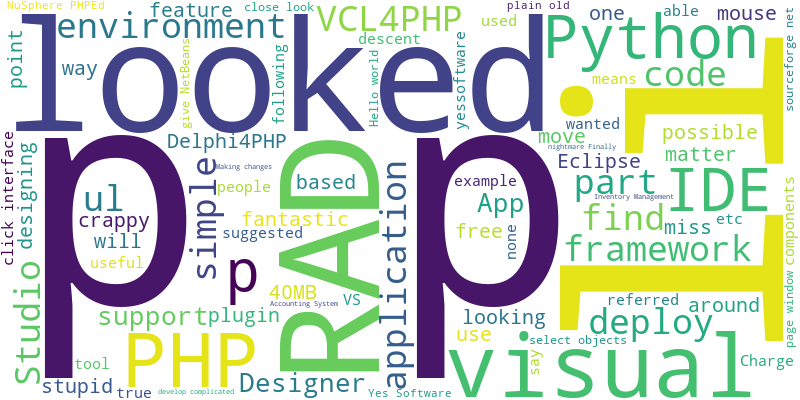 NuSphere PHPEd
feature
close look
plain old
able
used
one
mouse
VCL4PHP
environment
looked
point
way
give NetBeans
following
descent
Hello world
yessoftware
Python
code
means
sourceforge net
i
I
wanted
possible
move
matter
Eclipse
Delphi4PHP
Making changes
nightmare Finally
p
p
RAD
based
example
click interface
designing
ul
crappy
will
useful
simple
people
fantastic
suggested
p
application
App
free
none
part
IDE
Inventory Management
find
miss
etc
components
framework
I
Studio
support
plugin
40MB
Accounting System
VS
looking
use
referred
around
deploy
page window
PHP
Designer
stupid
true
tool
develop complicated
Yes Software
visual
select objects
say
Charge